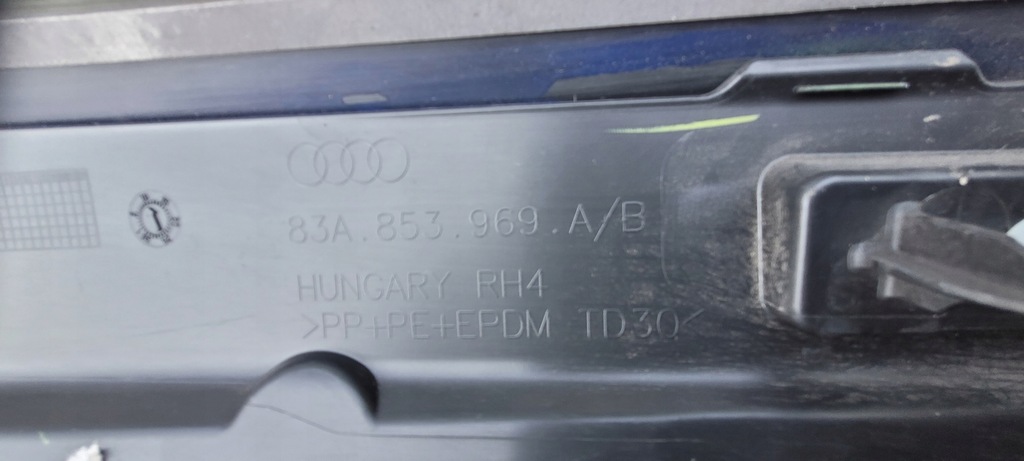 83A.853.969.A/B
HUNGARY RH4
>PP+PE+EPDM TD30<